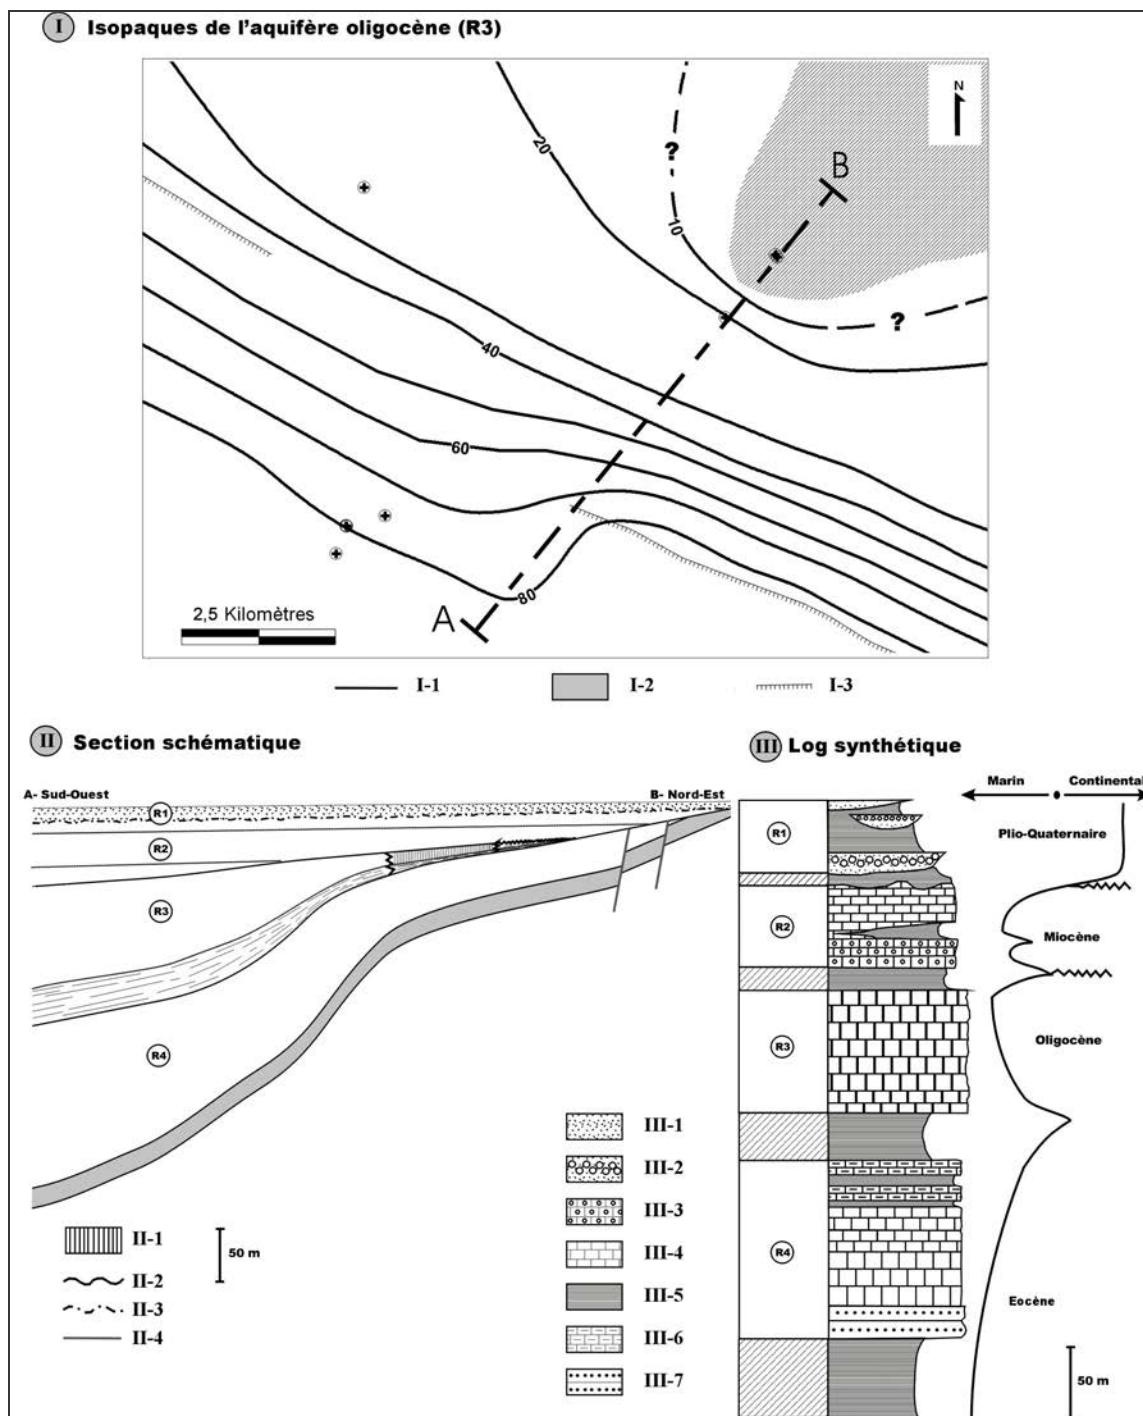 I Isopaques de l'aquifère oligocène (R3)
N
20
?
B
10
?
40
60
80
A
2,5 Kilomètres
I-1 I-2 I-3
II Section schématique
A- Sud-Ouest B- Nord-Est
R1
R2
R3
R4
II-1
II-2
II-3
II-4
50 m
III-1
III-2
III-3
III-4
III-5
III-6
III-7
III Log synthétique
Marin Continental
R1 Plio-Quaternaire
R2 Miocène
R3 Oligocène
R4 Eocène
50 m